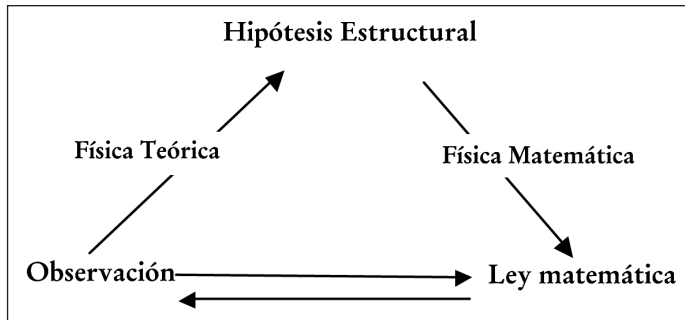 Hipótesis Estructural
Física Teórica
Física Matemática
Observación
Ley matemática